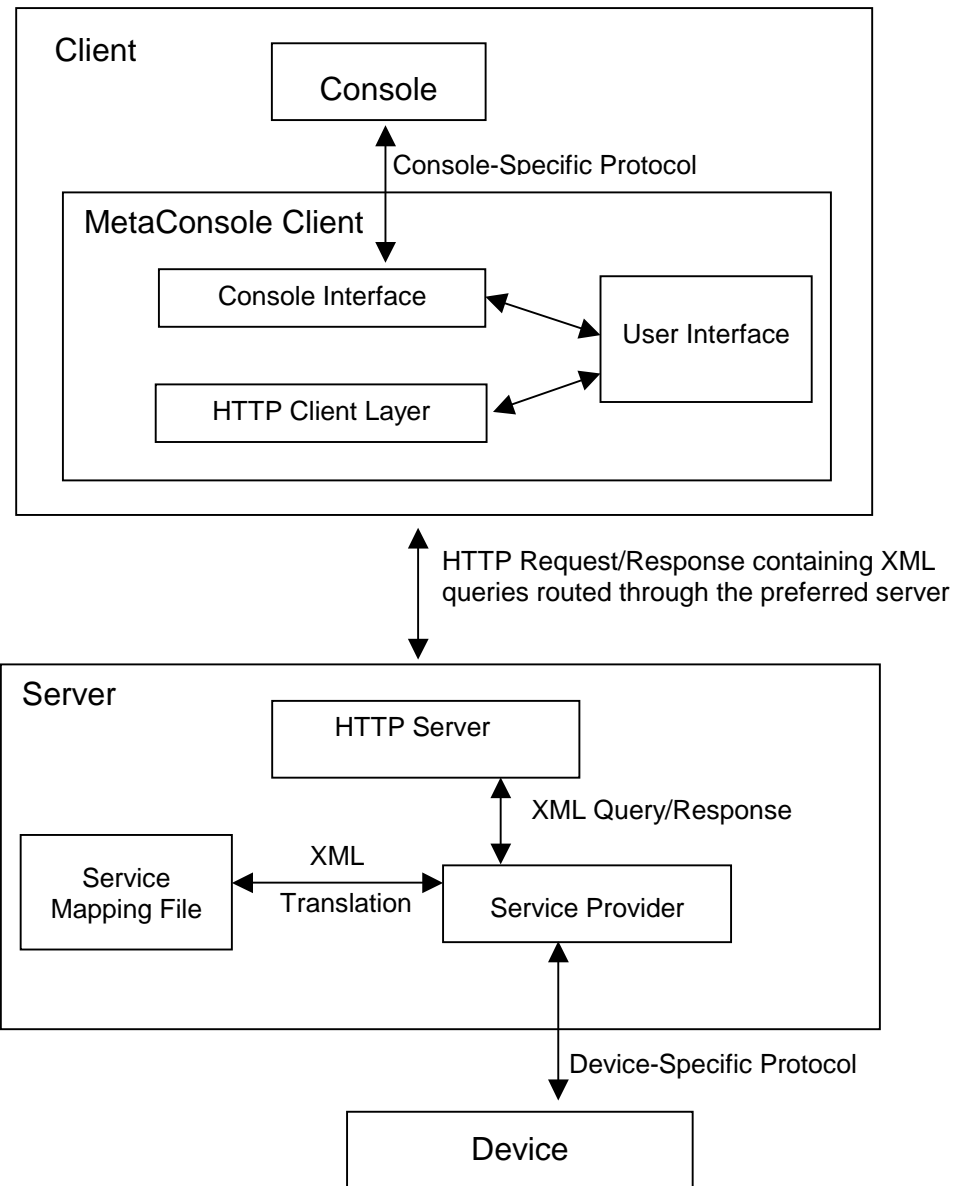 Client
Console
Console-Specific Protocol
MetaConsole Client
Console Interface
User Interface
HTTP Client Layer
HTTP Request/Response containing XML
queries routed through the preferred server
Server
HTTP Server
XML Query/Response
XML
Translation
Service
Mapping File
Service Provider
Device-Specific Protocol
Device